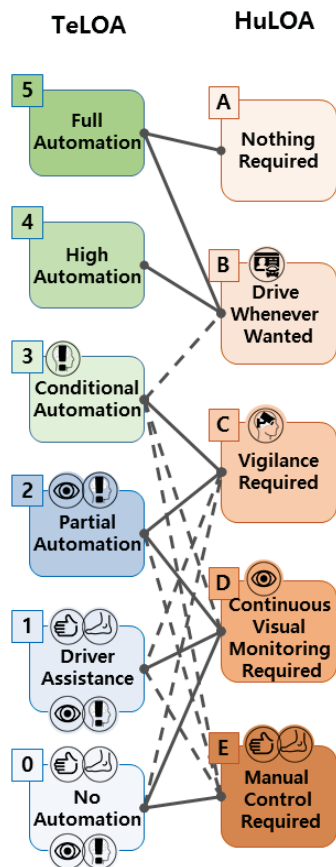 TeLOA
HuLOA
5
Full
Automation
A
Nothing
Required
4
High
Automation
B
Drive
Whenever
Wanted
3
Conditional
Automation
C
Vigilance
Required
2
Partial
Automation
D
Continuous
Visual
Monitoring
Required
1
Driver
Assistance
E
Manual
Control
Required
0
No
Automation